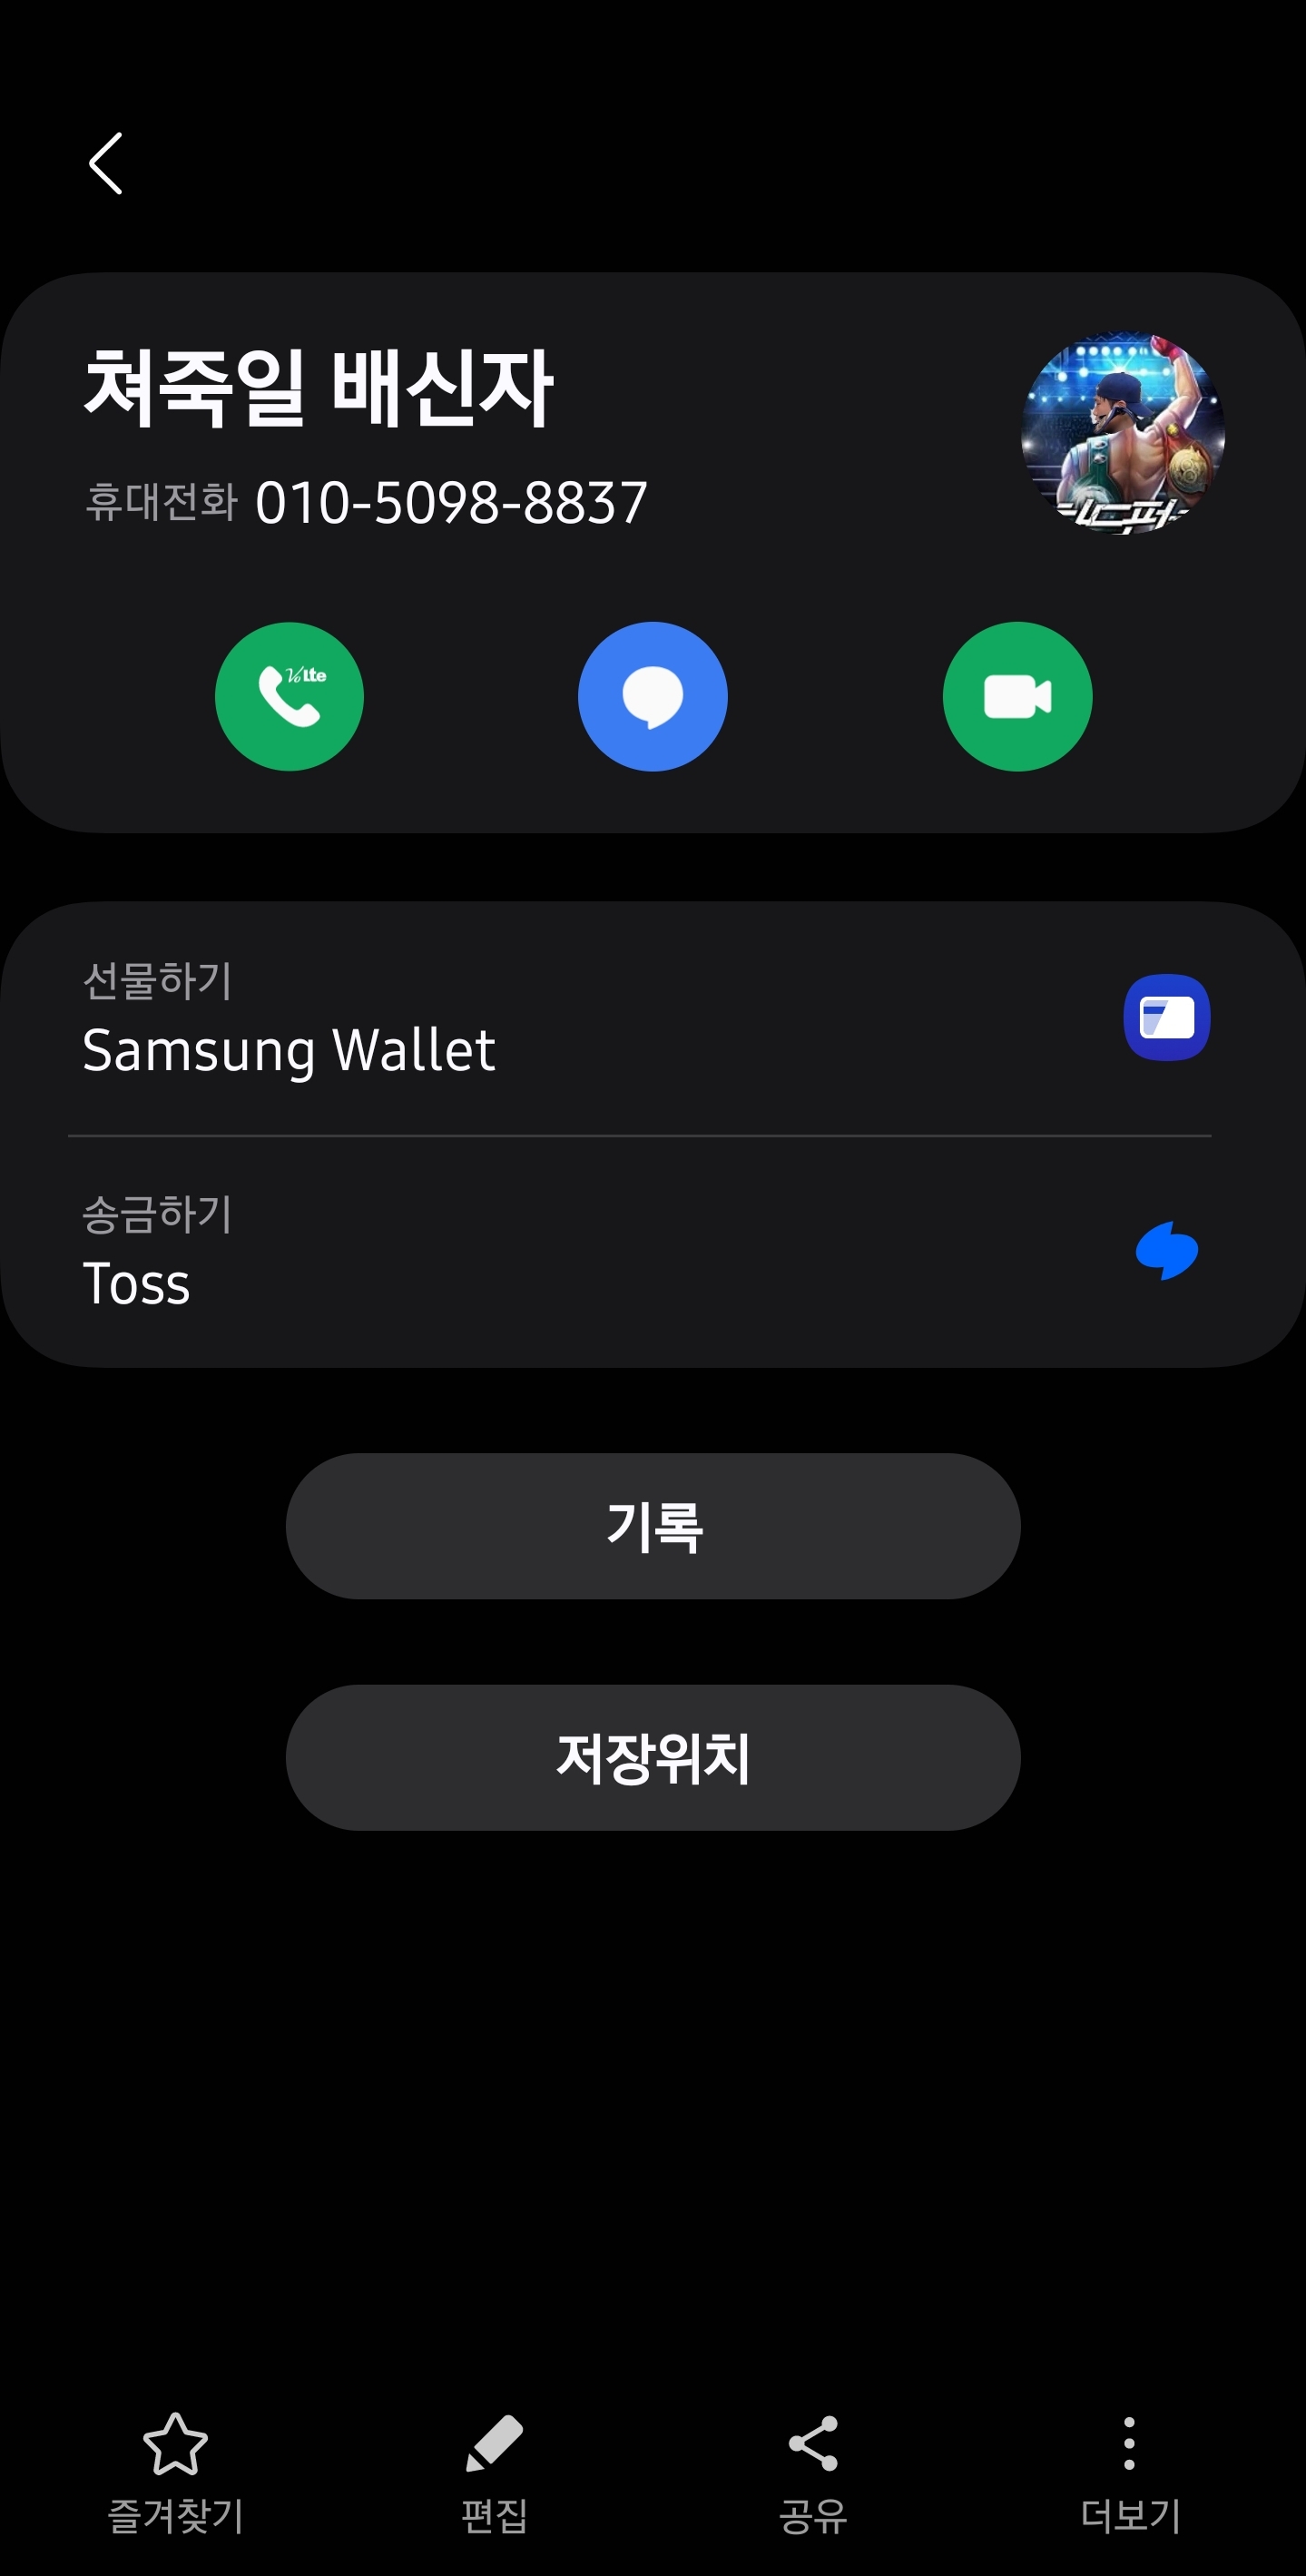 쳐죽일 배신자
휴대전화 010-5098-8837
VoLte
선물하기
Samsung Wallet
송금하기
Toss
기록
저장위치
즐겨찾기
편집
공유
더보기